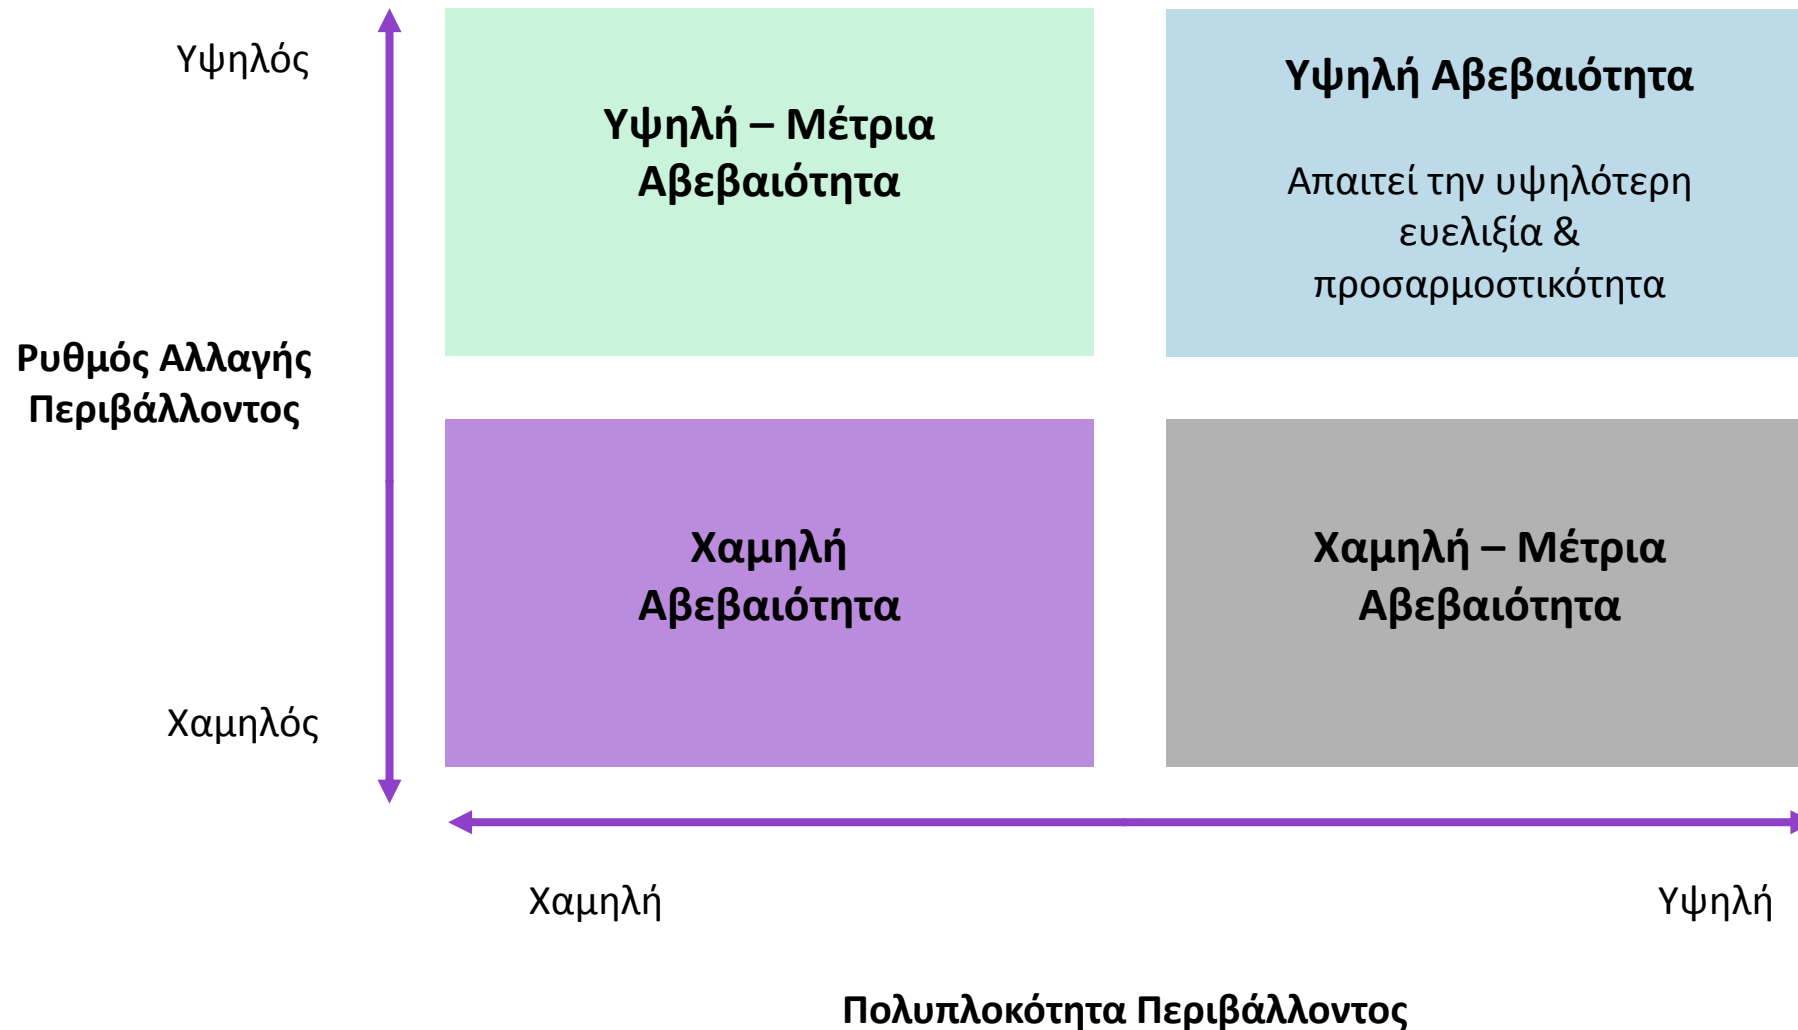 Υψηλός
Υψηλή – Μέτρια
Αβεβαιότητα
Υψηλή Αβεβαιότητα
Απαιτεί την υψηλότερη
ευελιξία &
προσαρμοστικότητα
Ρυθμός Αλλαγής
Περιβάλλοντος
Χαμηλή
Αβεβαιότητα
Χαμηλή – Μέτρια
Αβεβαιότητα
Χαμηλός
Χαμηλή
Υψηλή
Πολυπλοκότητα Περιβάλλοντος